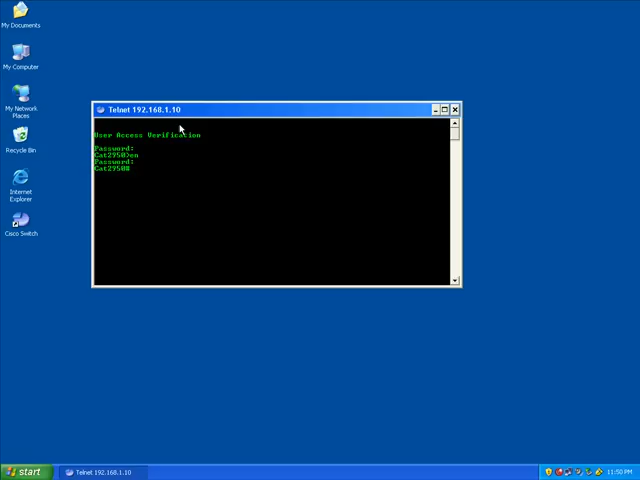 My Documents
My Computer
My Network
Places
Recycle Bin
Internet
Explorer
Cisco Switch
Telnet 192.168.1.10
User Access Verification
Password:
Cat2950>en
Password:
Cat2950#
start
Telnet 192.168.1.10
11:50 PM